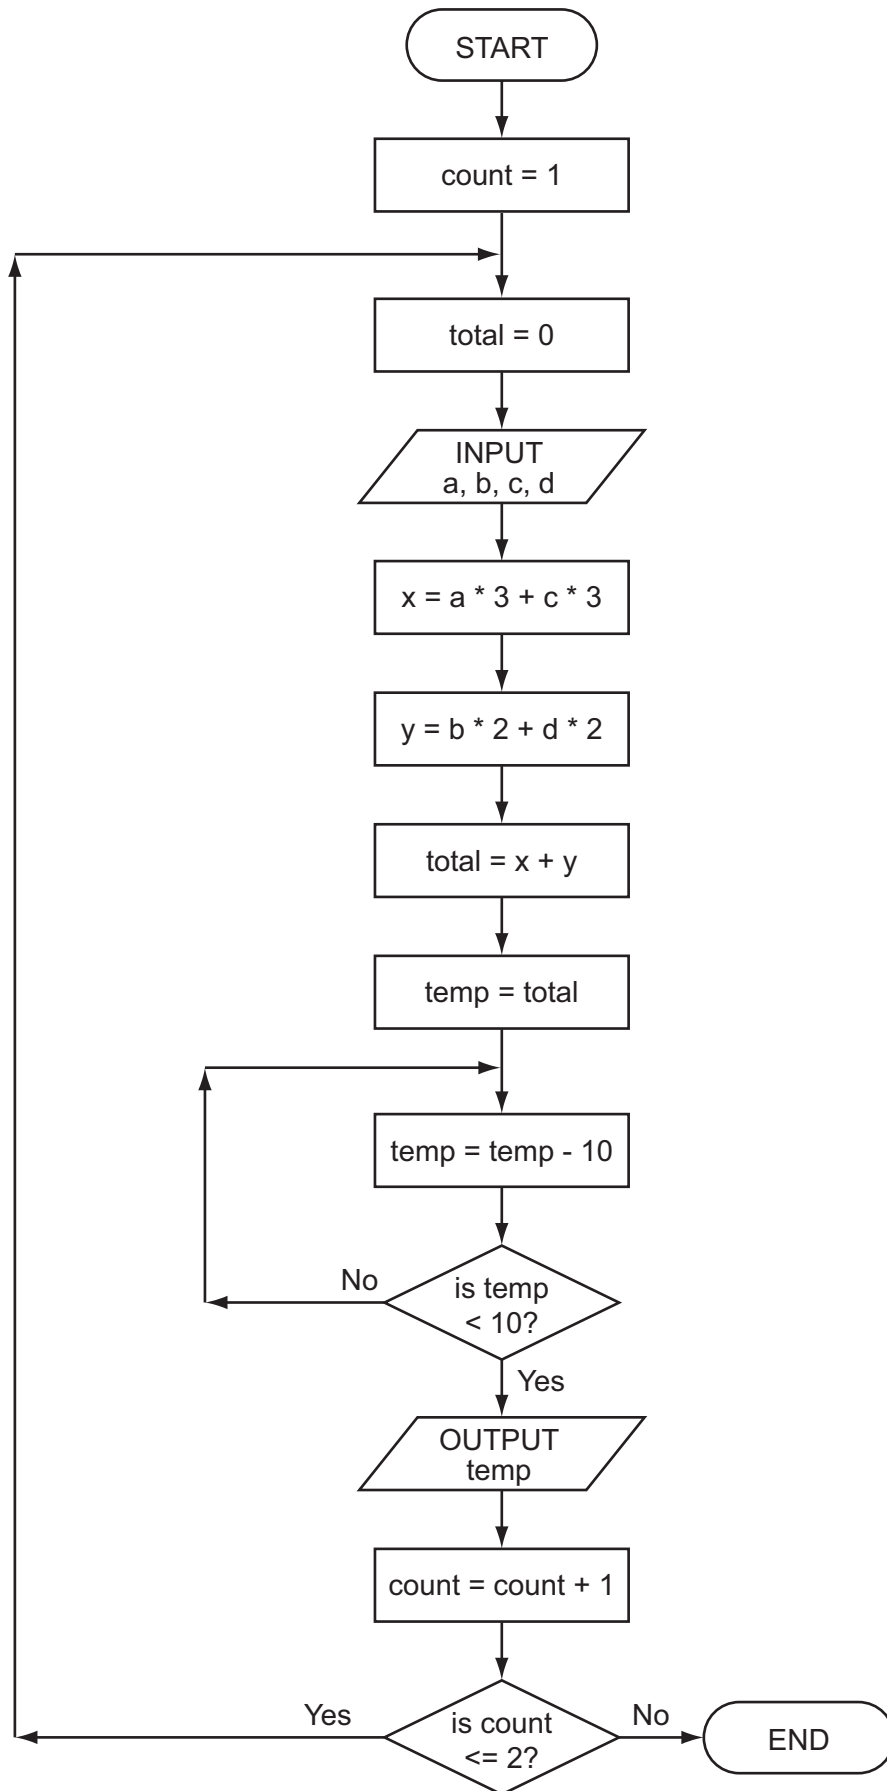 START
count = 1
total = 0
INPUT
a, b, c, d
x = a * 3 + c * 3
y = b * 2 + d * 2
total = x + y
temp = total
temp = temp - 10
No
is temp
< 10?
Yes
OUTPUT
temp
count = count + 1
Yes
is count
<= 2?
No
END